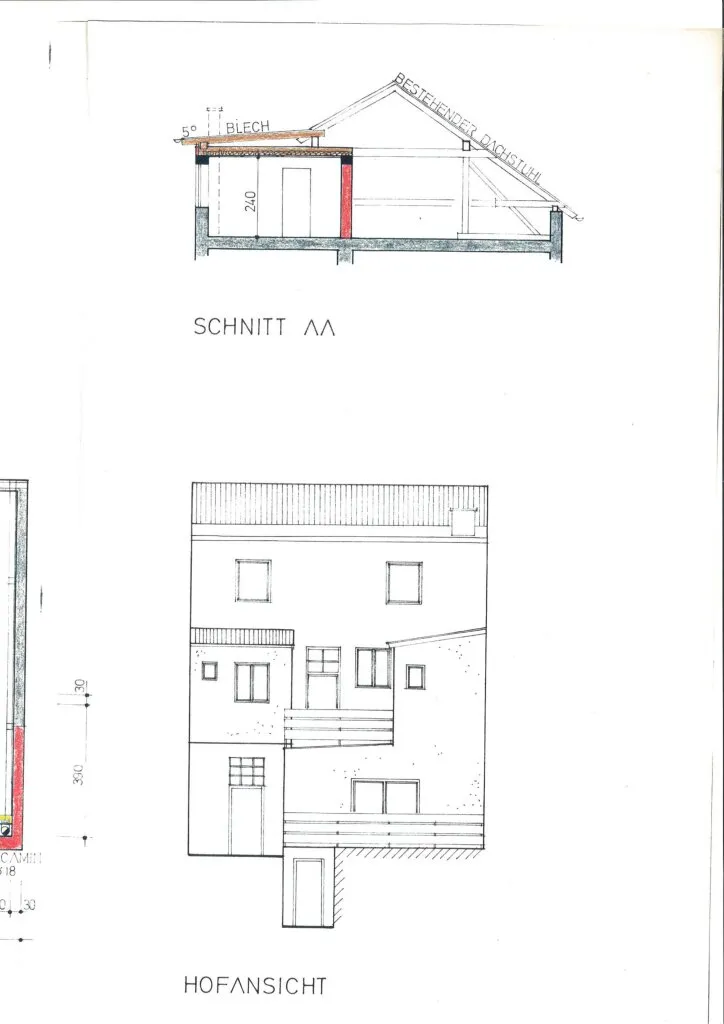 5°
BLECH
BESTEHENDER DACHSTUHL
240
SCHNITT AA
30
390
CAMIN
18
30
HOFANSICHT